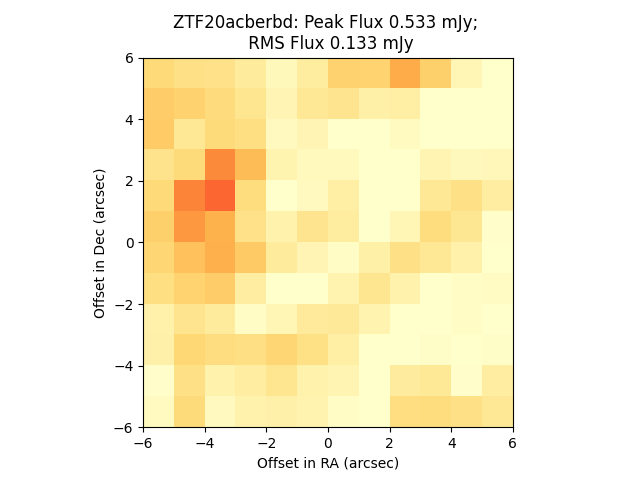 ZTF20acberbd: Peak Flux 0.533 mJy;
RMS Flux 0.133 mJy
6
4
2
0
−2
−4
−6
Offset in Dec (arcsec)
−6 −4 −2 0 2 4 6
Offset in RA (arcsec)